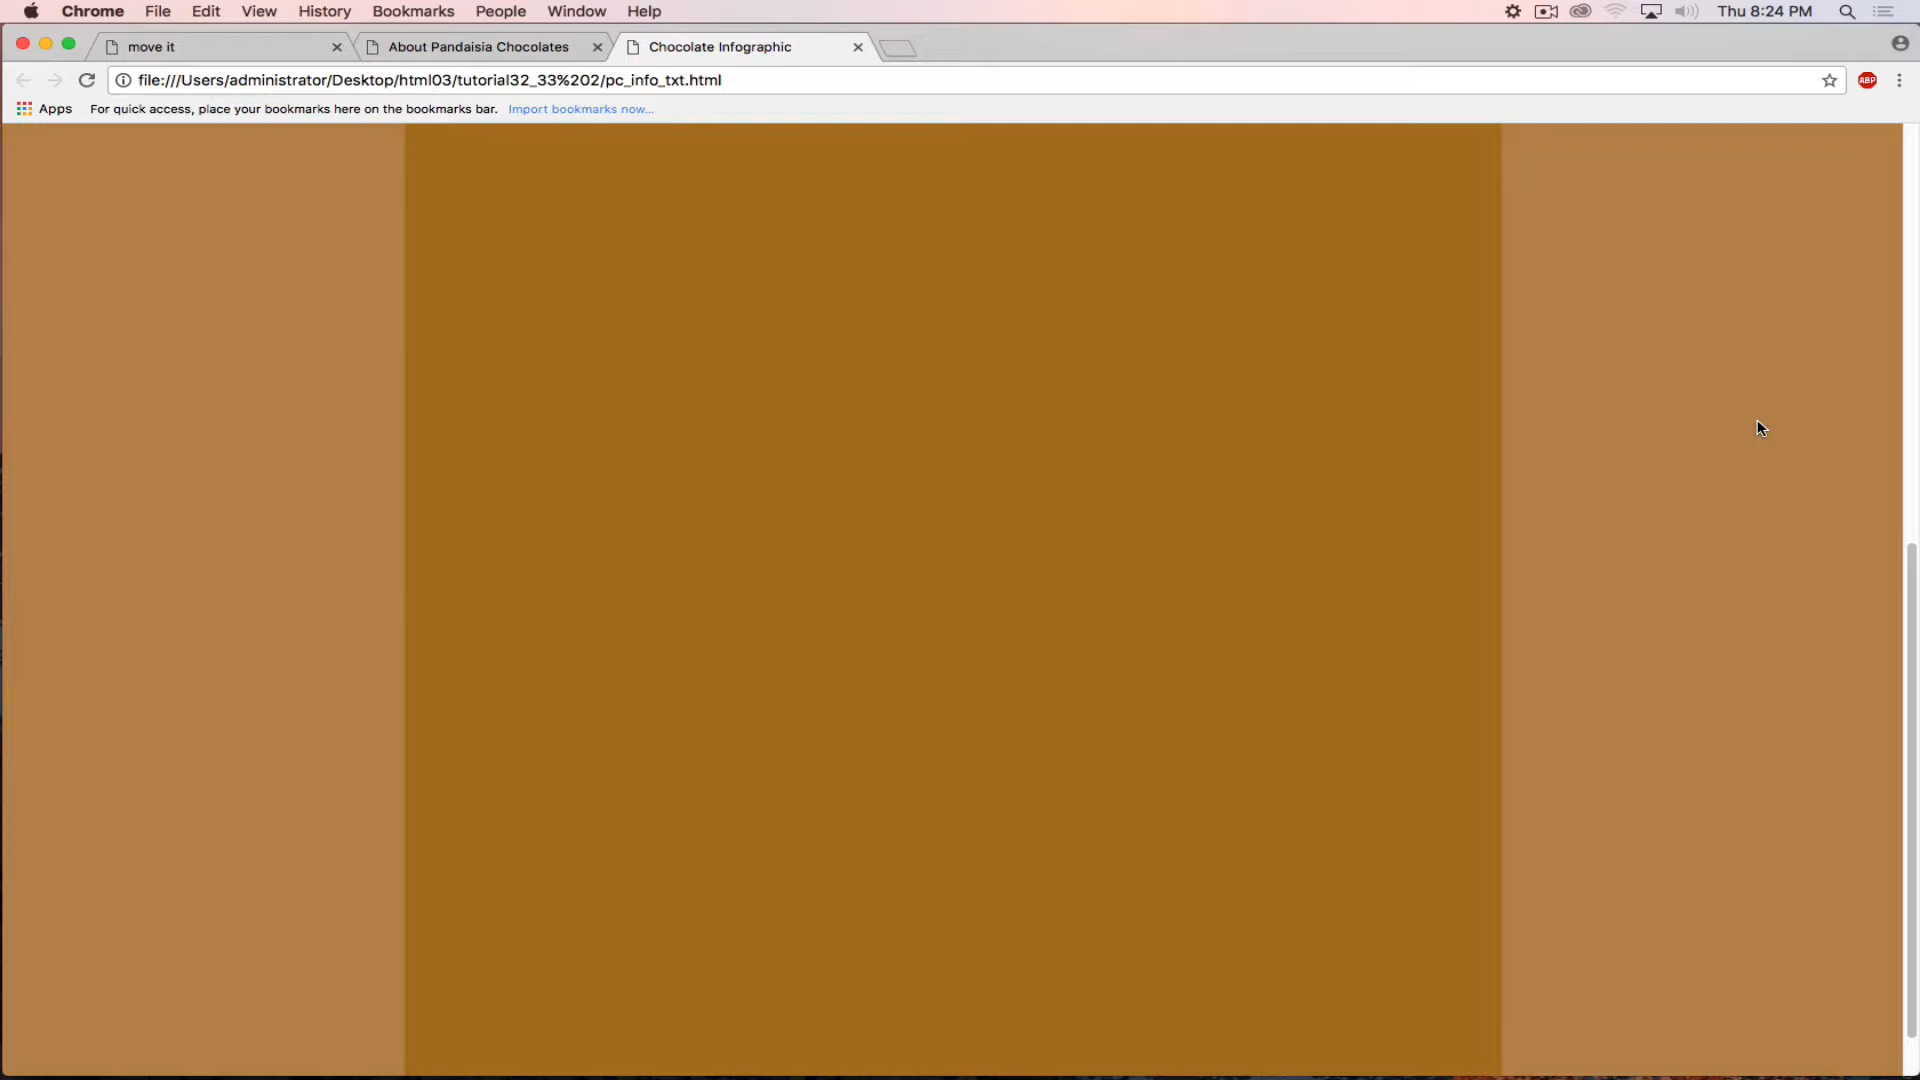 Chrome File Edit View History Bookmarks People Window Help Thu 8:24 PM
move it About Pandaisia Chocolates Chocolate Infographic
file:///Users/administrator/Desktop/html03/tutorial32_33%202/pc_info_txt.html ABP
Apps For quick access, place your bookmarks here on the bookmarks bar. Import bookmarks now...